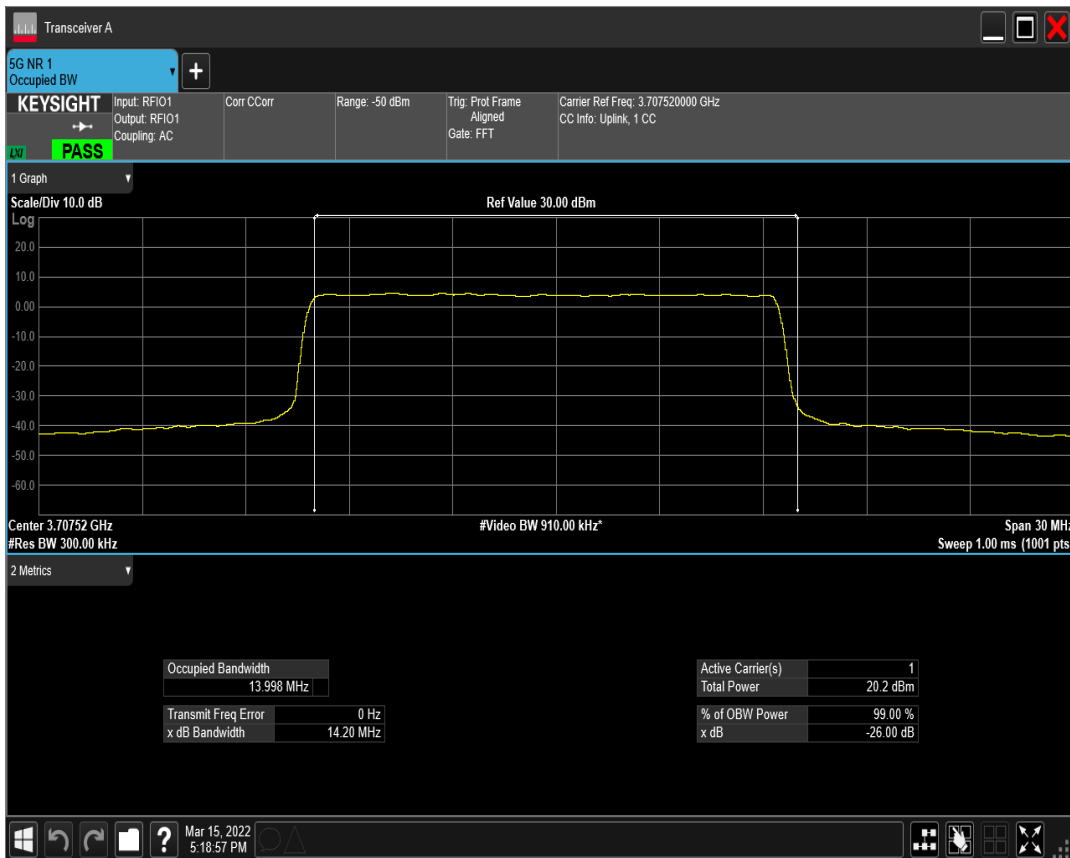 Transceiver A
5G NR 1
Occupied BW
+
KEYSIGHT
LXI
PASS
Input: RFIO1
Output: RFIO1
Coupling: AC
Corr CCorr
Range: -50 dBm
Trig: Prot Frame
Aligned
Gate: FFT
Carrier Ref Freq: 3.707520000 GHz
CC Info: Uplink, 1 CC
1 Graph
Scale/Div 10.0 dB
Ref Value 30.00 dBm
Log
20.0
10.0
0.00
-10.0
-20.0
-30.0
-40.0
-50.0
-60.0
Center 3.70752 GHz
#Video BW 910.00 kHz*
Span 30 MHz
#Res BW 300.00 kHz
Sweep 1.00 ms (1001 pts
2 Metrics
Occupied Bandwidth
13.998 MHz
Transmit Freq Error 0 Hz
x dB Bandwidth 14.20 MHz
Active Carrier(s) 1
Total Power 20.2 dBm
% of OBW Power 99.00 %
x dB -26.00 dB
?
Mar 15, 2022
5:18:57 PM